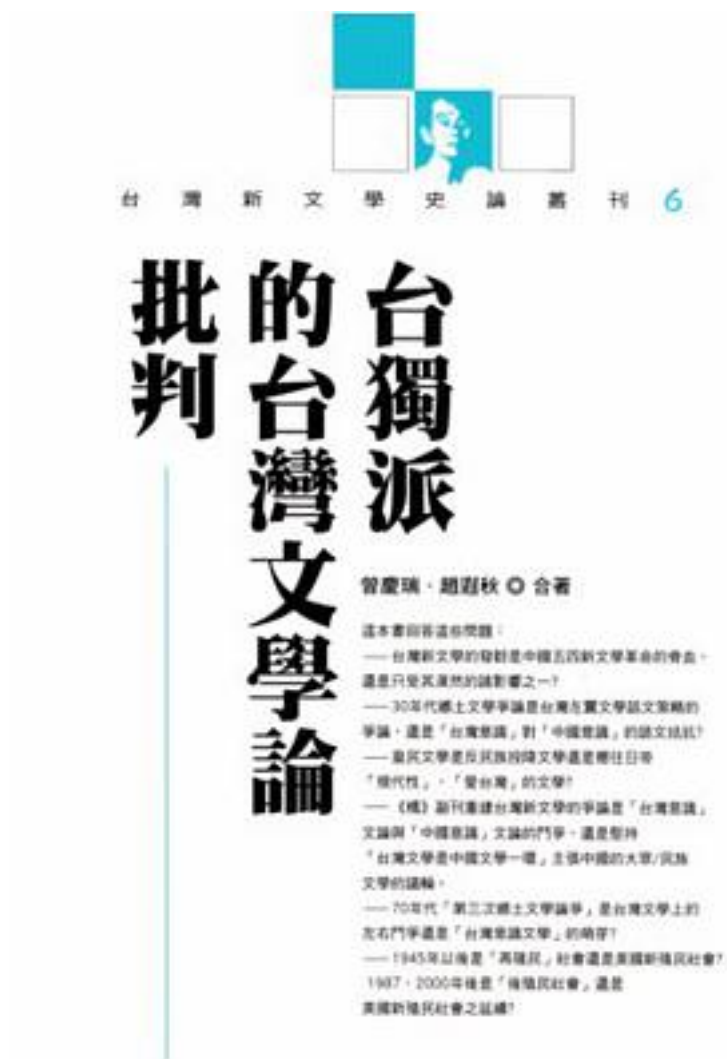 台灣新文學史論叢刊 6
台獨派
的台灣文學論
批判
曾慶瑞·趙遐秋 ◎ 合著
這本書回答這些問題：
── 台灣新文學的發軔是中國五四新文學革命的骨血，
還是只受其漠然的諸影響之一？
── 30年代鄉土文學爭論是台灣左翼文學語文策略的
爭論，還是「台灣意識」對「中國意識」的語文抗抗？
── 皇民文學是反民族投降文學還是嚮往日帝
「現代性」，「愛台灣」的文學？
── 《橋》副刊重建台灣新文學的爭論是「台灣意識」
文論與「中國意識」文論的鬥爭，還是堅持
「台灣文學是中國文學一環」主張中國的大眾/民族
文學的議論。
── 70年代「第三次鄉土文學論爭」是台灣文學上的
左右鬥爭還是「台灣意識文學」的萌芽？
── 1945年以後是「再殖民」社會還是美國新殖民社會？
1987，2000年後是「後殖民社會」還是
美國新殖民社會之延續？